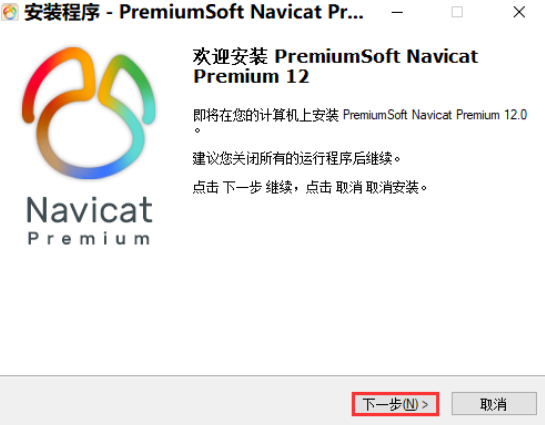 安装程序 - PremiumSoft Navicat Pr...
欢迎安装 PremiumSoft Navicat
Premium 12
即将在您的计算机上安装 PremiumSoft Navicat Premium 12.0
。
建议您关闭所有的运行程序后继续。
点击 下一步 继续，点击 取消 取消安装。
Navicat
Premium
下一步(N) >
取消